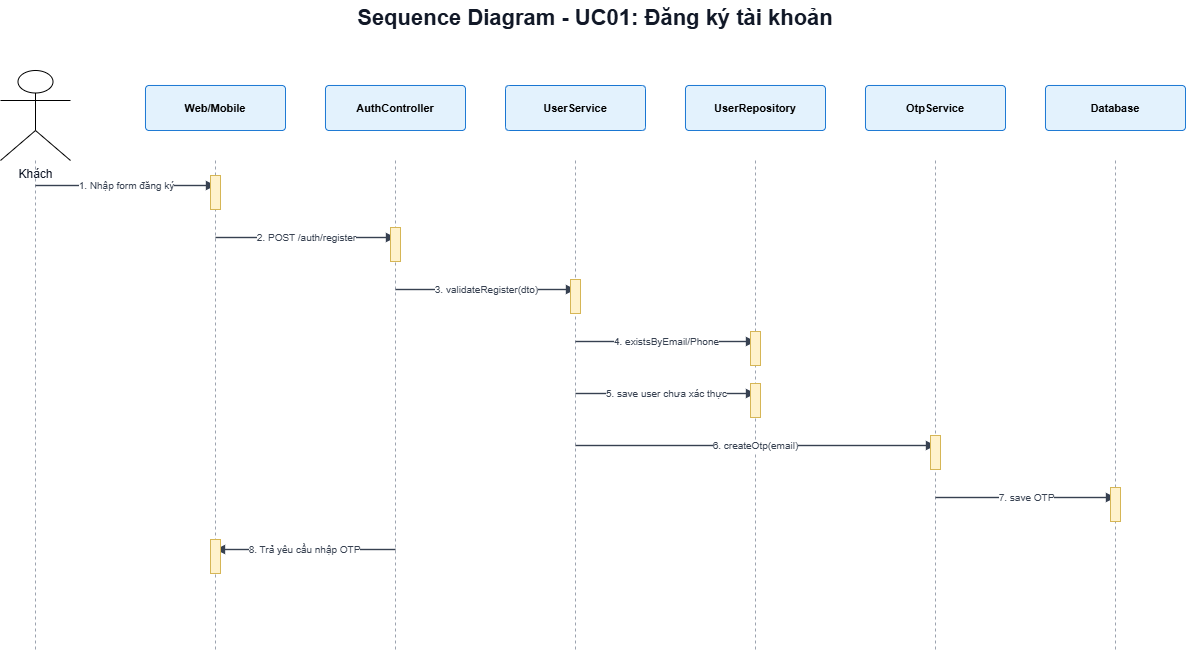 Sequence Diagram - UC01: Đăng ký tài khoản
Web/Mobile
AuthController
UserService
UserRepository
OtpService
Database
Khách
1. Nhập form đăng ký
2. POST /auth/register
3. validateRegister(dto)
4. existsByEmail/Phone
5. save user chưa xác thực
6. createOtp(email)
7. save OTP
8. Trả yêu cầu nhập OTP